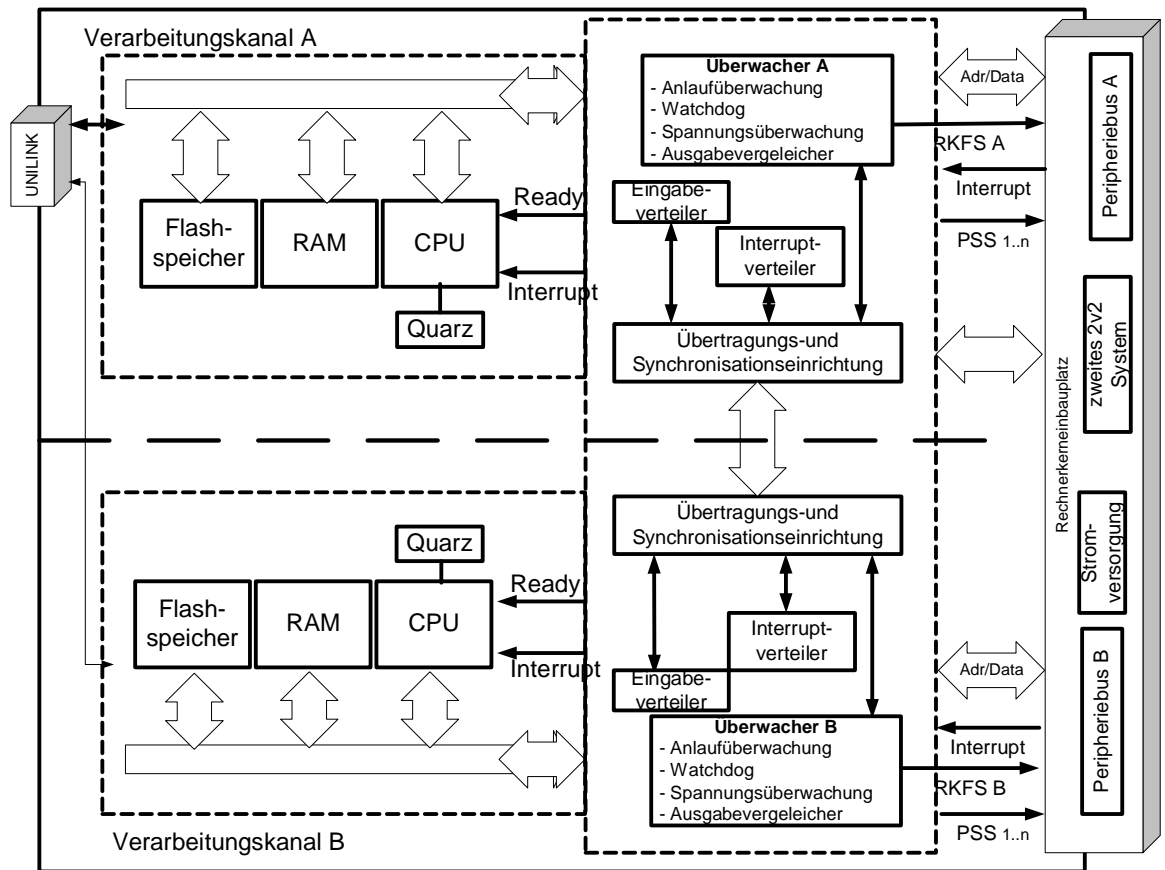 Verarbeitungskanal A
UNILINK
Flash-
speicher
RAM
CPU
Quarz
Ready
Interrupt
Überwacher A
- Anlaufüberwachung
- Watchdog
- Spannungsüberwachung
- Ausgabevergeleicher
Eingabe-
verteiler
Interrupt-
verteiler
Übertragungs-und
Synchronisationseinrichtung
Adr/Data
RKFS A
Interrupt
PSS 1..n
Rechnerkerneinbauplatz
Peripheriebus A
zweites 2v2
System
Strom-
versorgung
Peripheriebus B
Übertragungs-und
Synchronisationseinrichtung
Quarz
Flash-
speicher
RAM
CPU
Ready
Interrupt
Interrupt-
verteiler
Eingabe-
verteiler
Überwacher B
- Anlaufüberwachung
- Watchdog
- Spannungsüberwachung
- Ausgabevergeleicher
Adr/Data
Interrupt
RKFS B
PSS 1..n
Verarbeitungskanal B